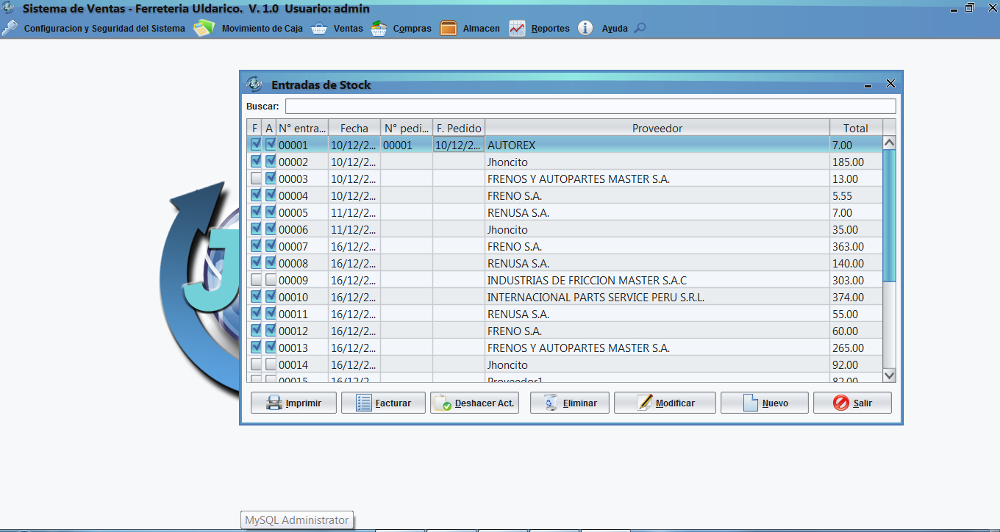 Sistema de Ventas - Ferreteria Uldarico. V. 1.0 Usuario: admin
Configuracion y Seguridad del Sistema Movimiento de Caja Ventas Compras Almacen Reportes Ayuda
Entradas de Stock
Buscar:
F A N° entra... Fecha N° pedi... F. Pedido Proveedor Total
00001 10/12/2... 00001 10/12/2... AUTOREX 7.00
00002 10/12/2... Jhoncito 185.00
00003 10/12/2... FRENOS Y AUTOPARTES MASTER S.A. 13.00
00004 10/12/2... FRENO S.A. 5.55
00005 11/12/2... RENUSA S.A. 7.00
00006 11/12/2... Jhoncito 35.00
00007 16/12/2... FRENO S.A. 363.00
00008 16/12/2... RENUSA S.A. 140.00
00009 16/12/2... INDUSTRIAS DE FRICCION MASTER S.A.C 303.00
00010 16/12/2... INTERNACIONAL PARTS SERVICE PERU S.R.L. 374.00
00011 16/12/2... RENUSA S.A. 55.00
00012 16/12/2... FRENO S.A. 60.00
00013 16/12/2... FRENOS Y AUTOPARTES MASTER S.A. 265.00
00014 16/12/2... Jhoncito 92.00
00015 16/12/2... Proveedor1 82.00
Imprimir Facturar Deshacer Act. Eliminar Modificar Nuevo Salir
J
MySQL Administrator